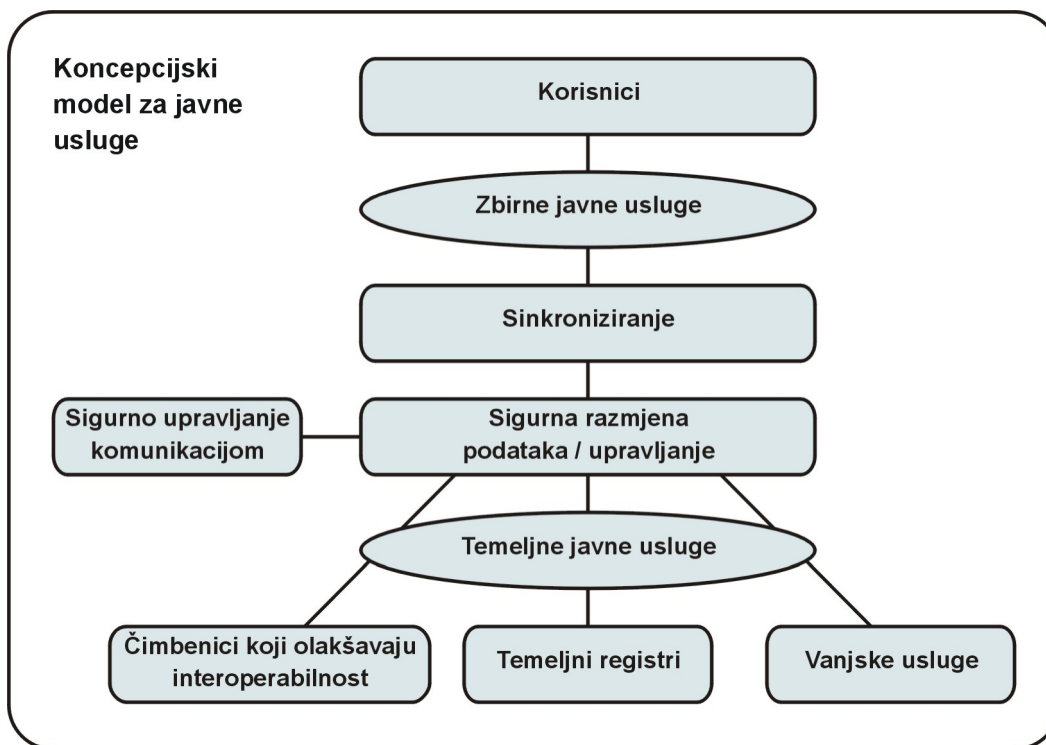 Koncepcijski
model za javne
usluge
Korisnici
Zbirne javne usluge
Sinkroniziranje
Sigurno upravljanje
komunikacijom
Sigurna razmjena
podataka / upravljanje
Temeljne javne usluge
Čimbenici koji olakšavaju
interoperabilnost
Temeljni registri
Vanjske usluge